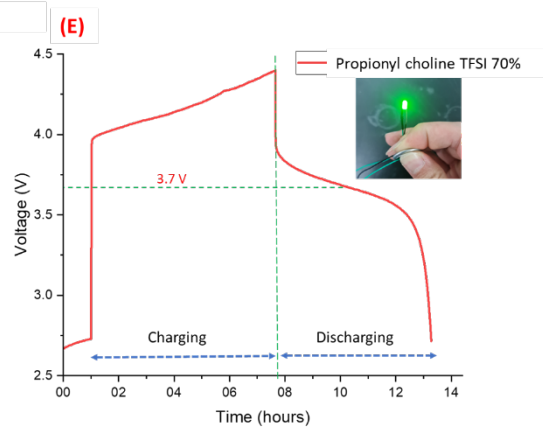 (E)
4.5
4.0
3.5
3.0
2.5
Voltage (V)
Propionyl choline TFSI 70%
3.7 V
Charging
Discharging
00 02 04 06 08 10 12 14
Time (hours)